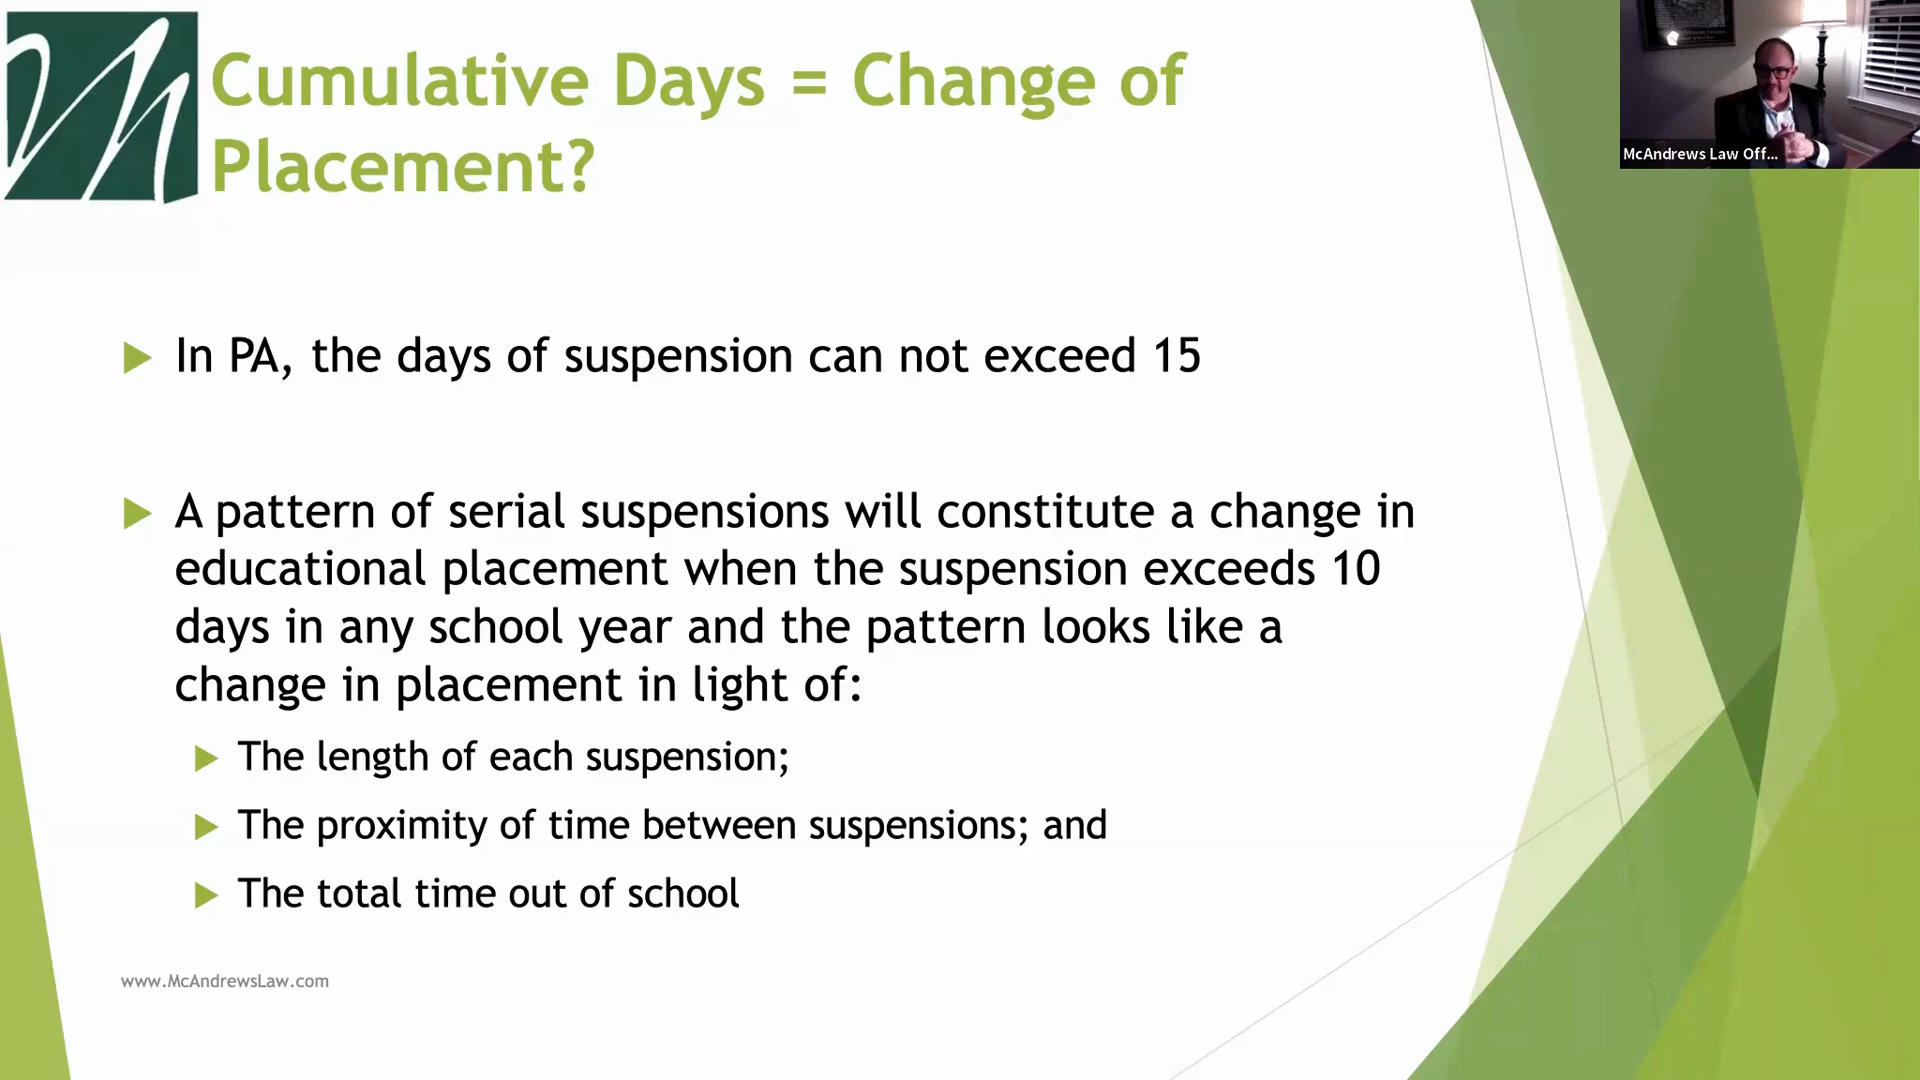 Cumulative Days = Change of
Placement?
McAndrews Law Off...
In PA, the days of suspension can not exceed 15
A pattern of serial suspensions will constitute a change in
educational placement when the suspension exceeds 10
days in any school year and the pattern looks like a
change in placement in light of:
The length of each suspension;
The proximity of time between suspensions; and
The total time out of school
www.McAndrewsLaw.com